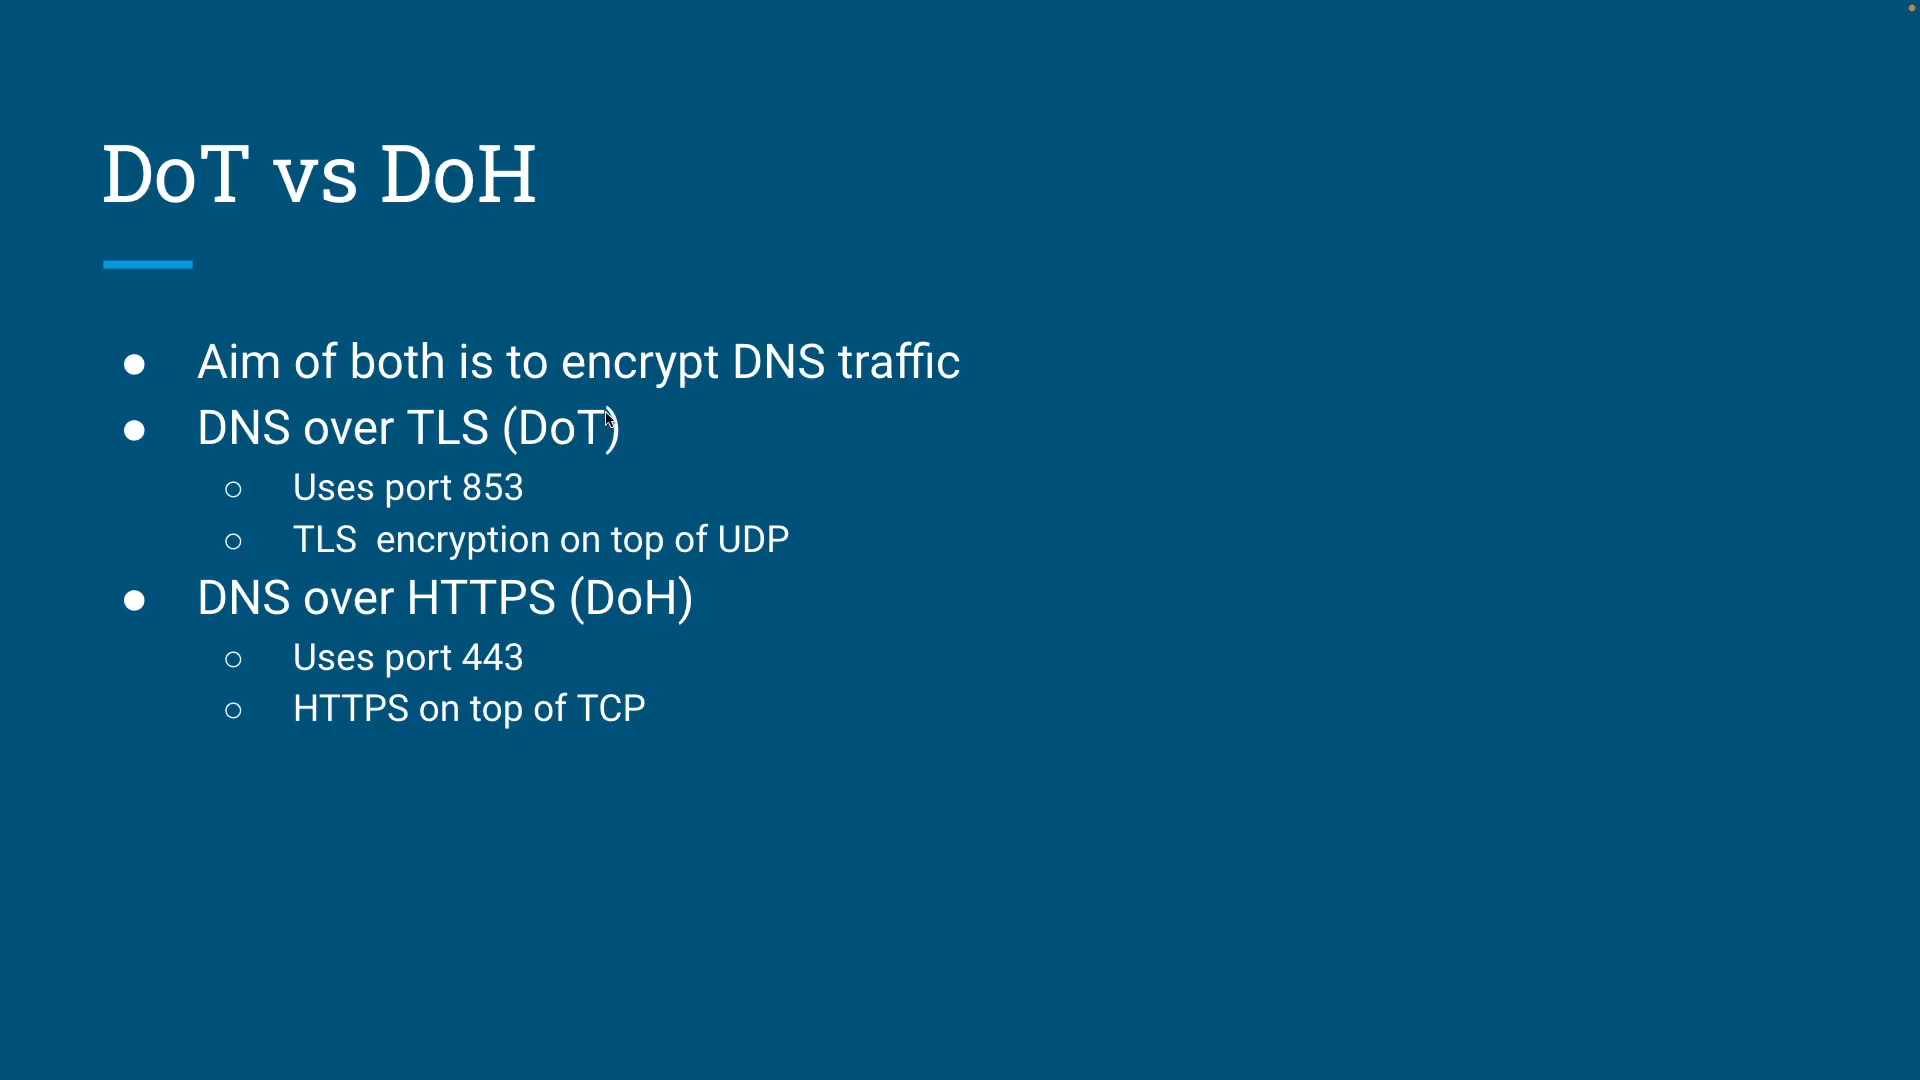 DoT vs DoH
● Aim of both is to encrypt DNS traffic
● DNS over TLS (DoT)
○ Uses port 853
○ TLS  encryption on top of UDP
● DNS over HTTPS (DoH)
○ Uses port 443
○ HTTPS on top of TCP